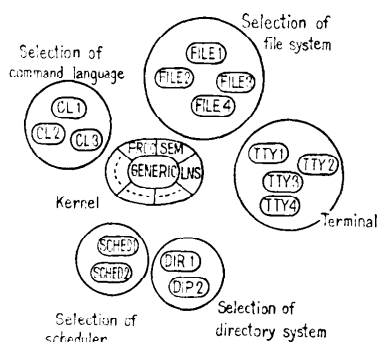 Selection of
file system
FILE1
FILE2
FILE3
FILE4
Selection of
command language
CL1
CL2
CL3
PROC SEM
GENERIC LNS
Kernel
TTY1
TTY2
TTY3
TTY4
Terminal
SCHED1
SCHED2
Selection of
scheduler
DIR 1
DIR 2
Selection of
directory system